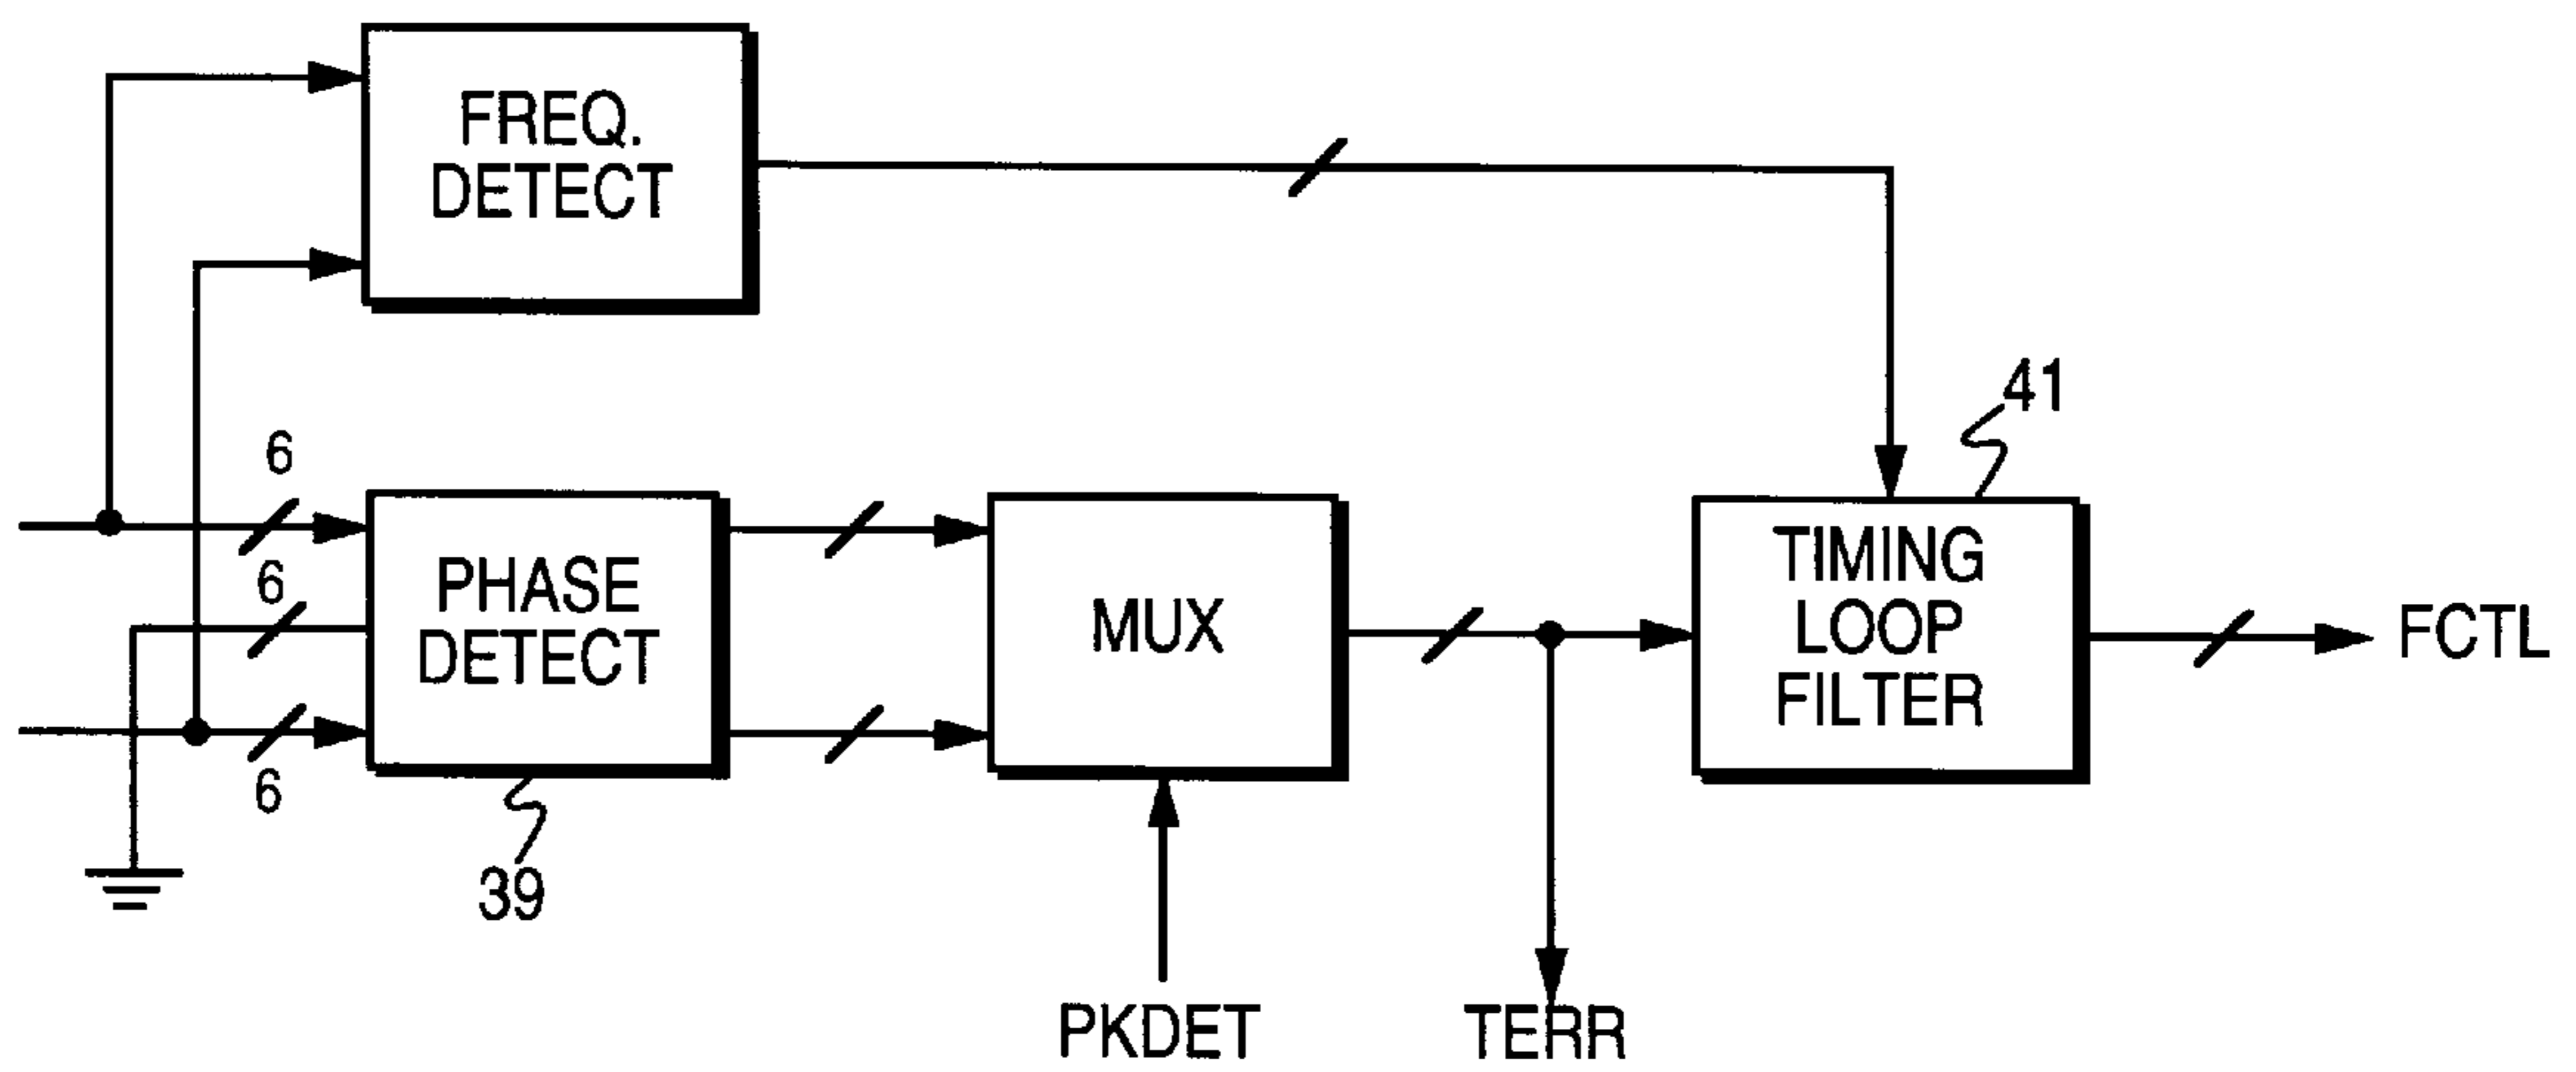 FREQ.
DETECT
41
6
6
6
PHASE
DETECT
39
MUX
TIMING
LOOP
FILTER
FCTL
PKDET
TERR